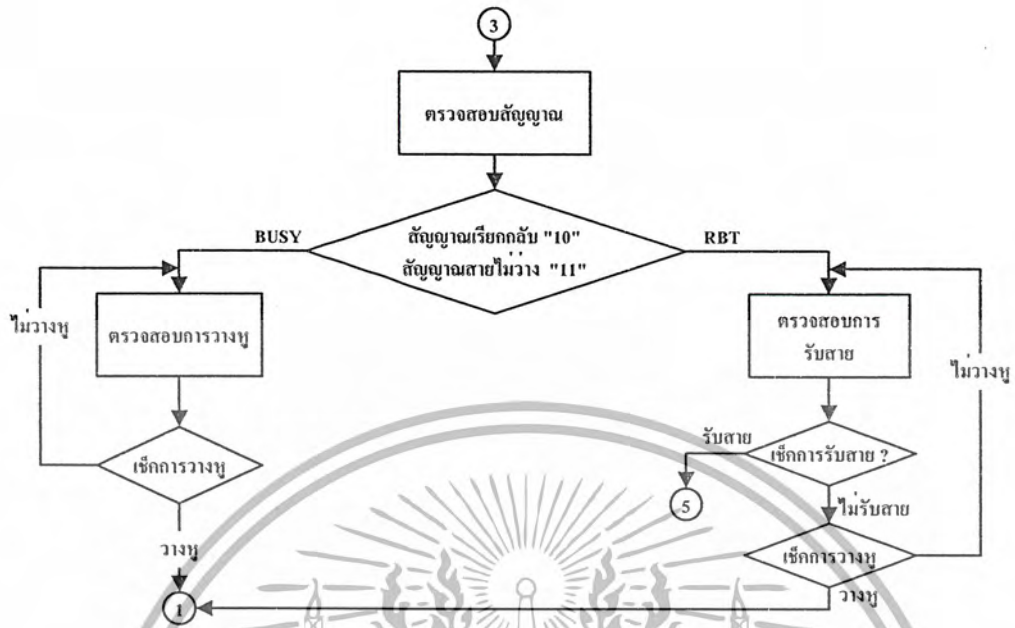 3
ตรวจสอบสัญญาณ
สัญญาณเรียกกลับ "10"
สัญญาณสายไม่ว่าง "11"
BUSY
RBT
ไม่วางหู
ตรวจสอบการวางหู
เช็กการวางหู
วางหู
1
ตรวจสอบการ
รับสาย
ไม่วางหู
รับสาย
เช็กการรับสาย ?
5
ไม่รับสาย
เช็กการวางหู
วางหู